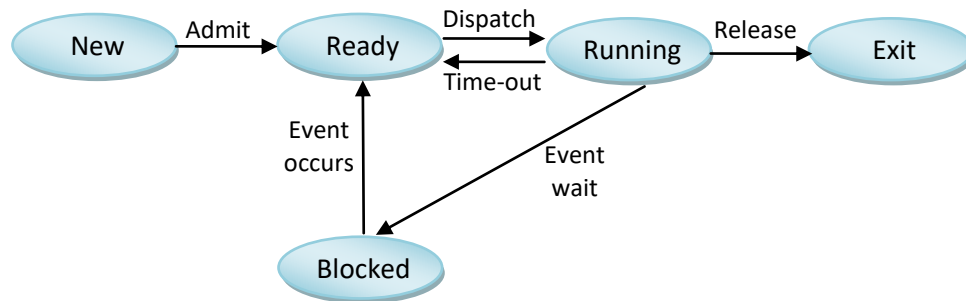 New
Admit
Ready
Dispatch
Time-out
Running
Release
Exit
Event
occurs
Event
wait
Blocked